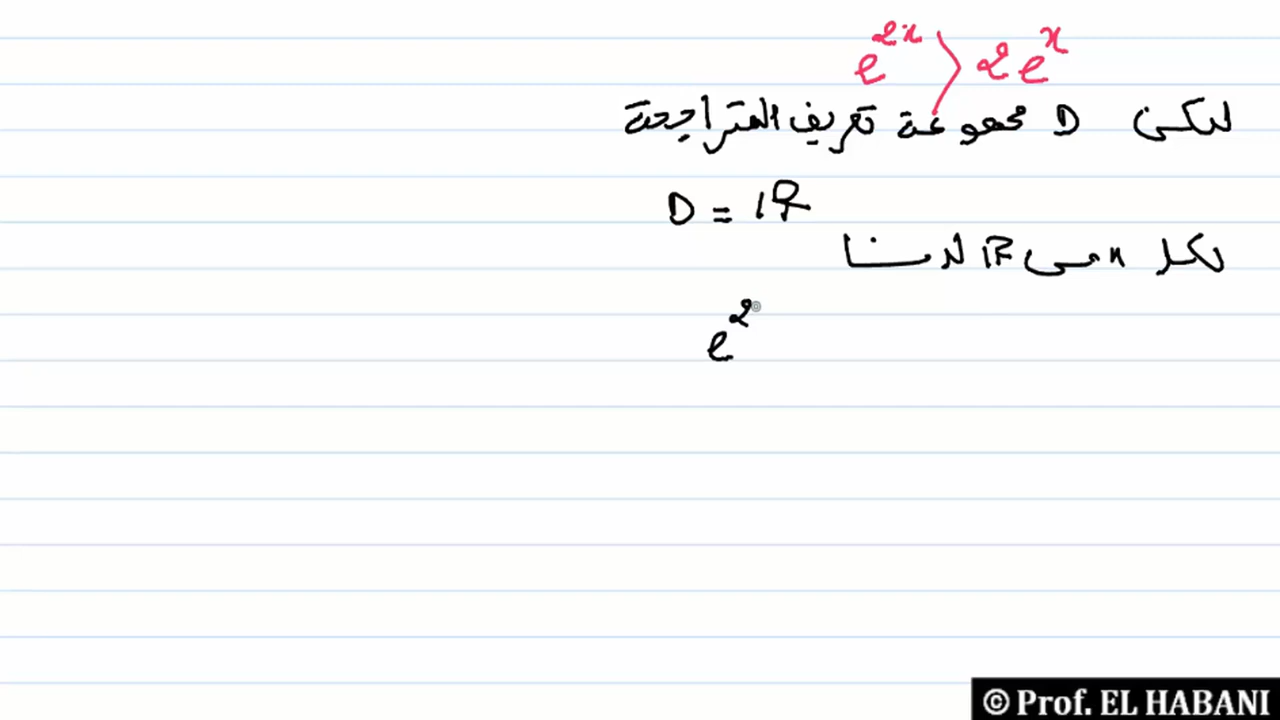 e^{2x} > 2e^x
لتكن D مجموعة تعريف المتراجحة
D = IR
لكل x من IR لدينا
e^2
© Prof. EL HABANI